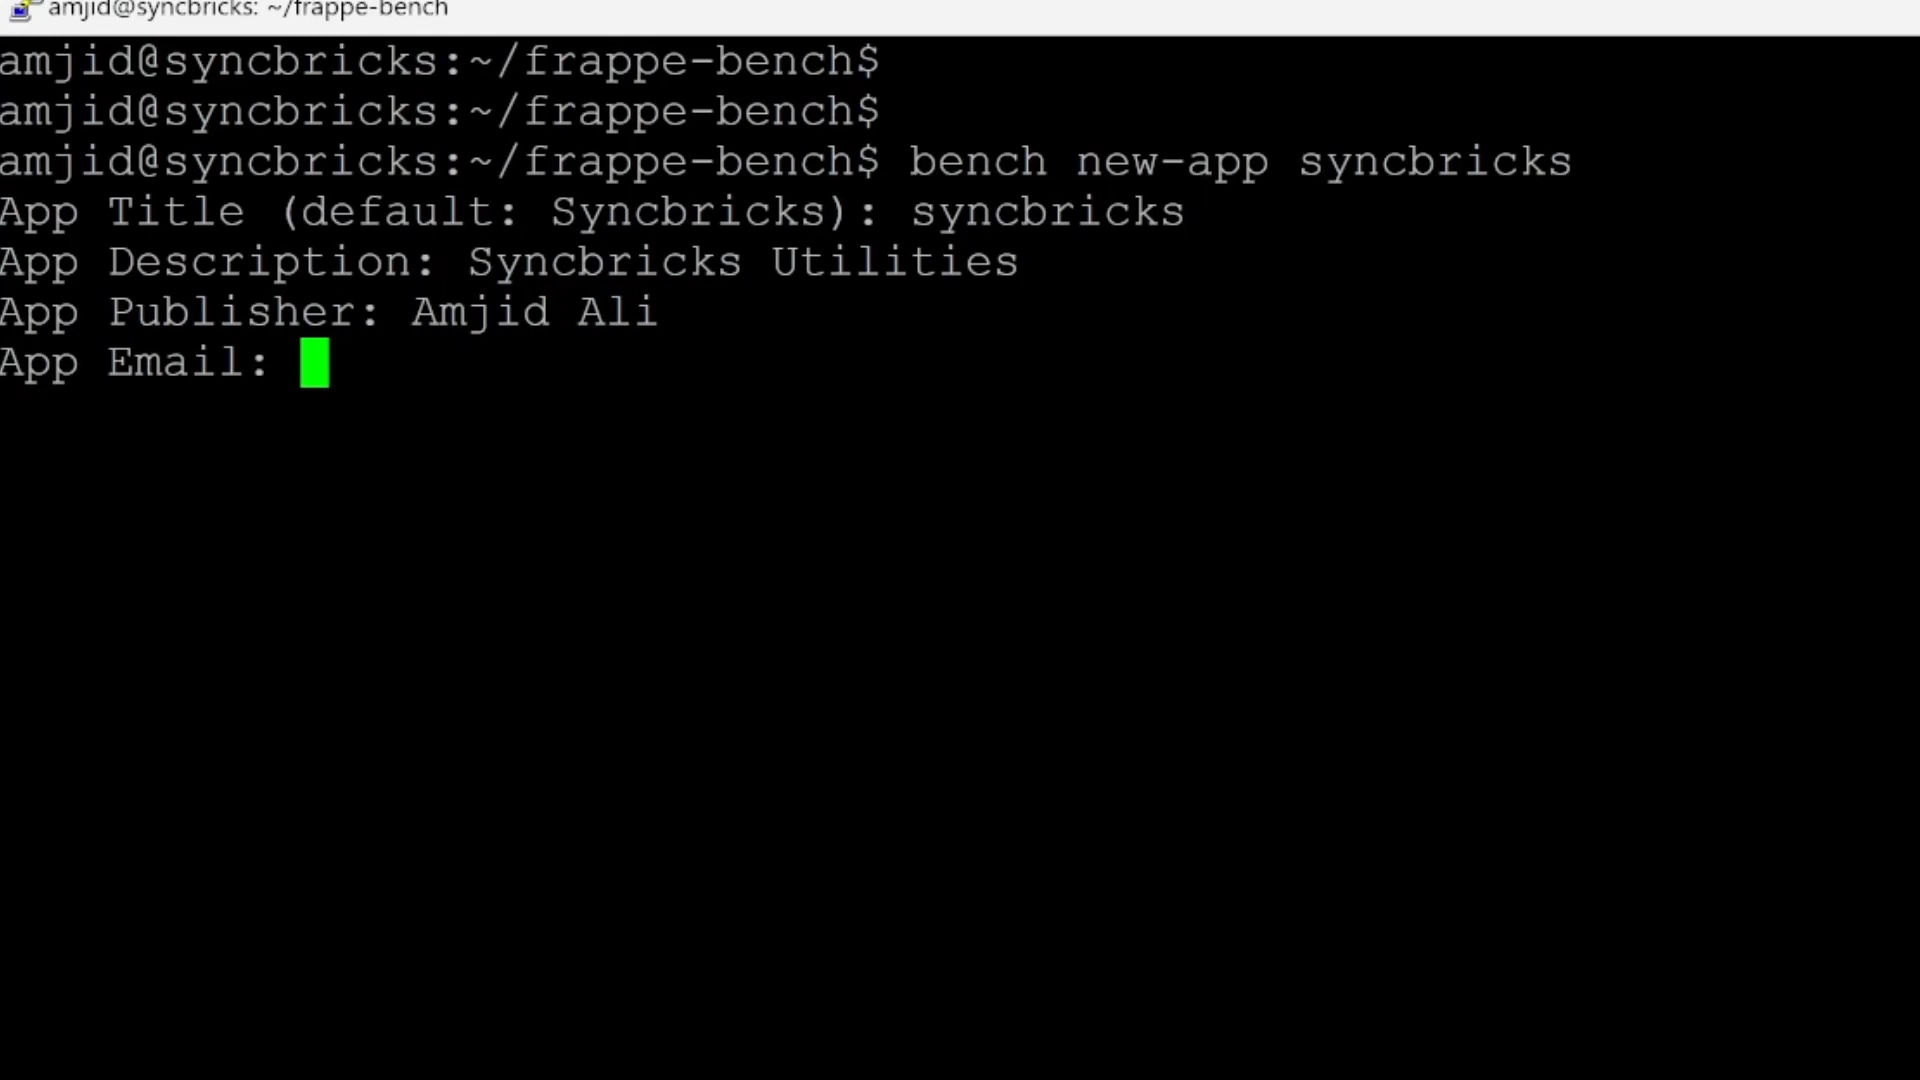 amjid@syncbricks: ~/frappe-bench
amjid@syncbricks:~/frappe-bench$
amjid@syncbricks:~/frappe-bench$
amjid@syncbricks:~/frappe-bench$ bench new-app syncbricks
App Title (default: Syncbricks): syncbricks
App Description: Syncbricks Utilities
App Publisher: Amjid Ali
App Email: